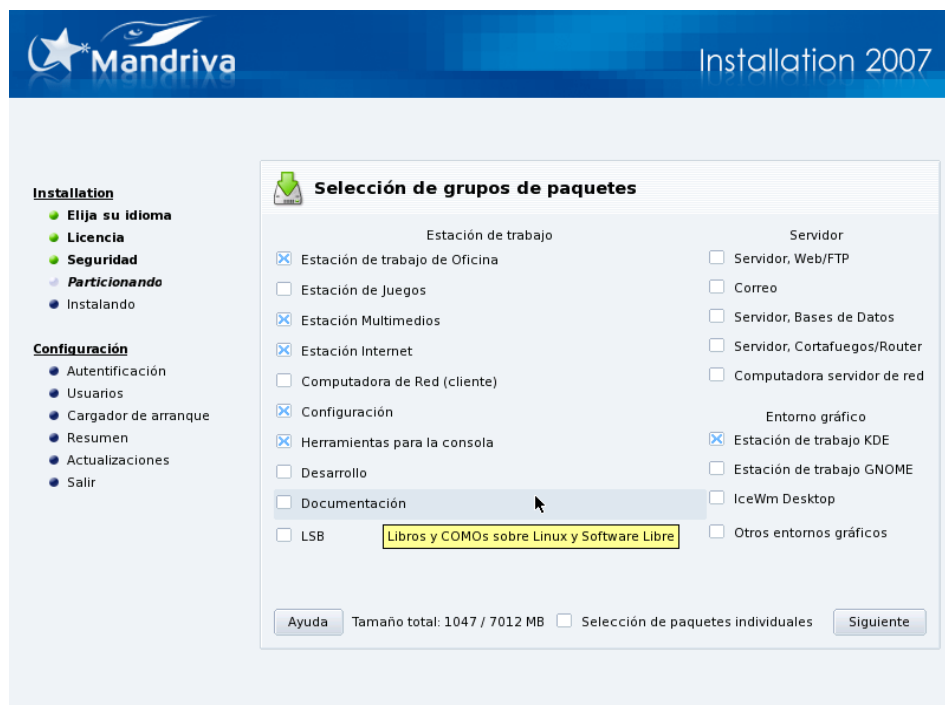 Mandriva
Installation 2007
Installation
Elija su idioma
Licencia
Seguridad
Particionando
Instalando
Configuración
Autentificación
Usuarios
Cargador de arranque
Resumen
Actualizaciones
Salir
Selección de grupos de paquetes
Estación de trabajo
Estación de trabajo de Oficina
Estación de Juegos
Estación Multimedios
Estación Internet
Computadora de Red (cliente)
Configuración
Herramientas para la consola
Desarrollo
Documentación
LSB
Libros y COMOs sobre Linux y Software Libre
Servidor
Servidor, Web/FTP
Correo
Servidor, Bases de Datos
Servidor, Cortafuegos/Router
Computadora servidor de red
Entorno gráfico
Estación de trabajo KDE
Estación de trabajo GNOME
IceWm Desktop
Otros entornos gráficos
Ayuda
Tamaño total: 1047 / 7012 MB
Selección de paquetes individuales
Siguiente